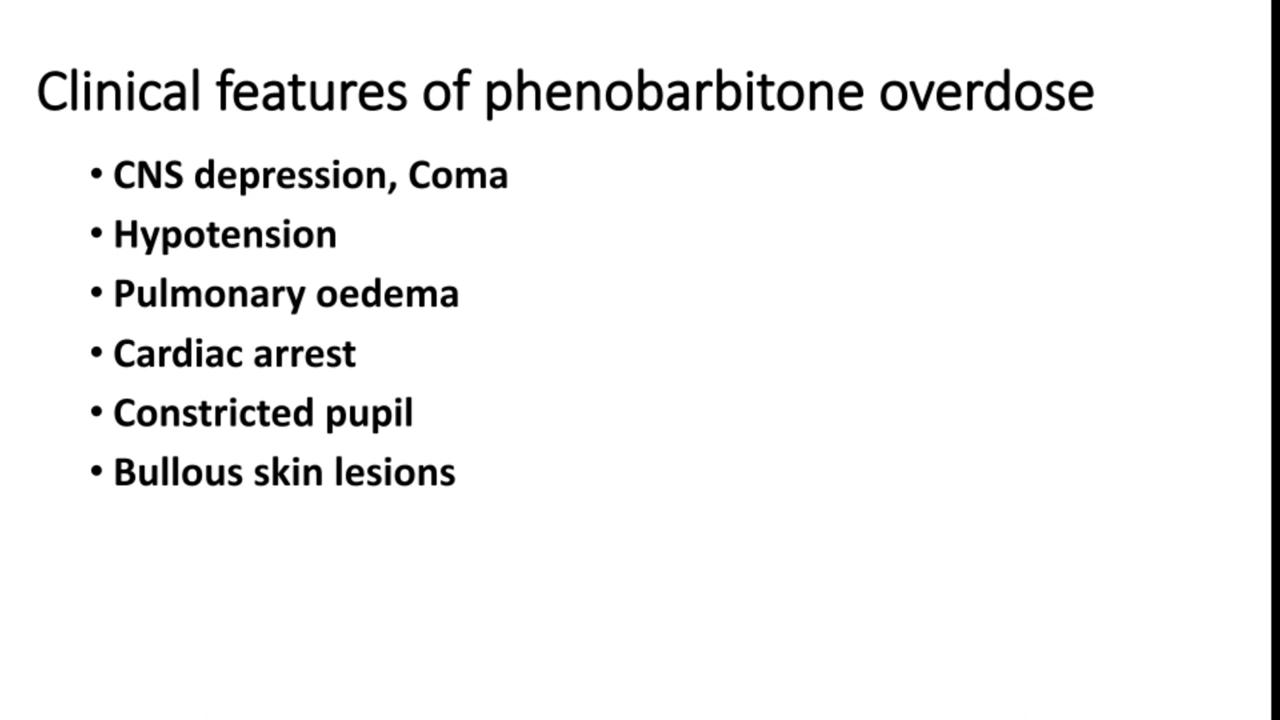 Clinical features of phenobarbitone overdose
• CNS depression, Coma
• Hypotension
• Pulmonary oedema
• Cardiac arrest
• Constricted pupil
• Bullous skin lesions